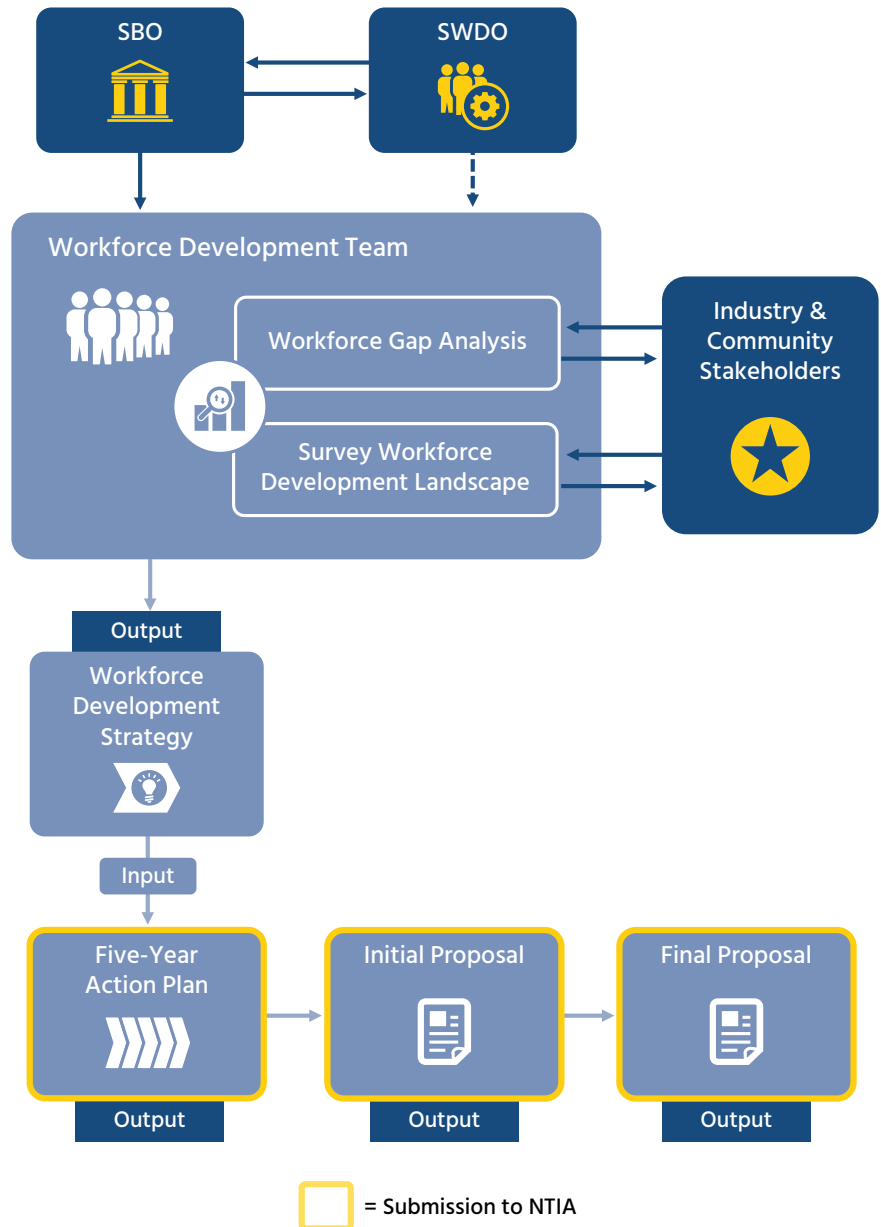 SBO
SWDO
Workforce Development Team
Workforce Gap Analysis
Survey Workforce
Development Landscape
Industry &
Community
Stakeholders
Output
Workforce
Development
Strategy
Input
Five-Year
Action Plan
Output
Initial Proposal
Output
Final Proposal
Output
= Submission to NTIA